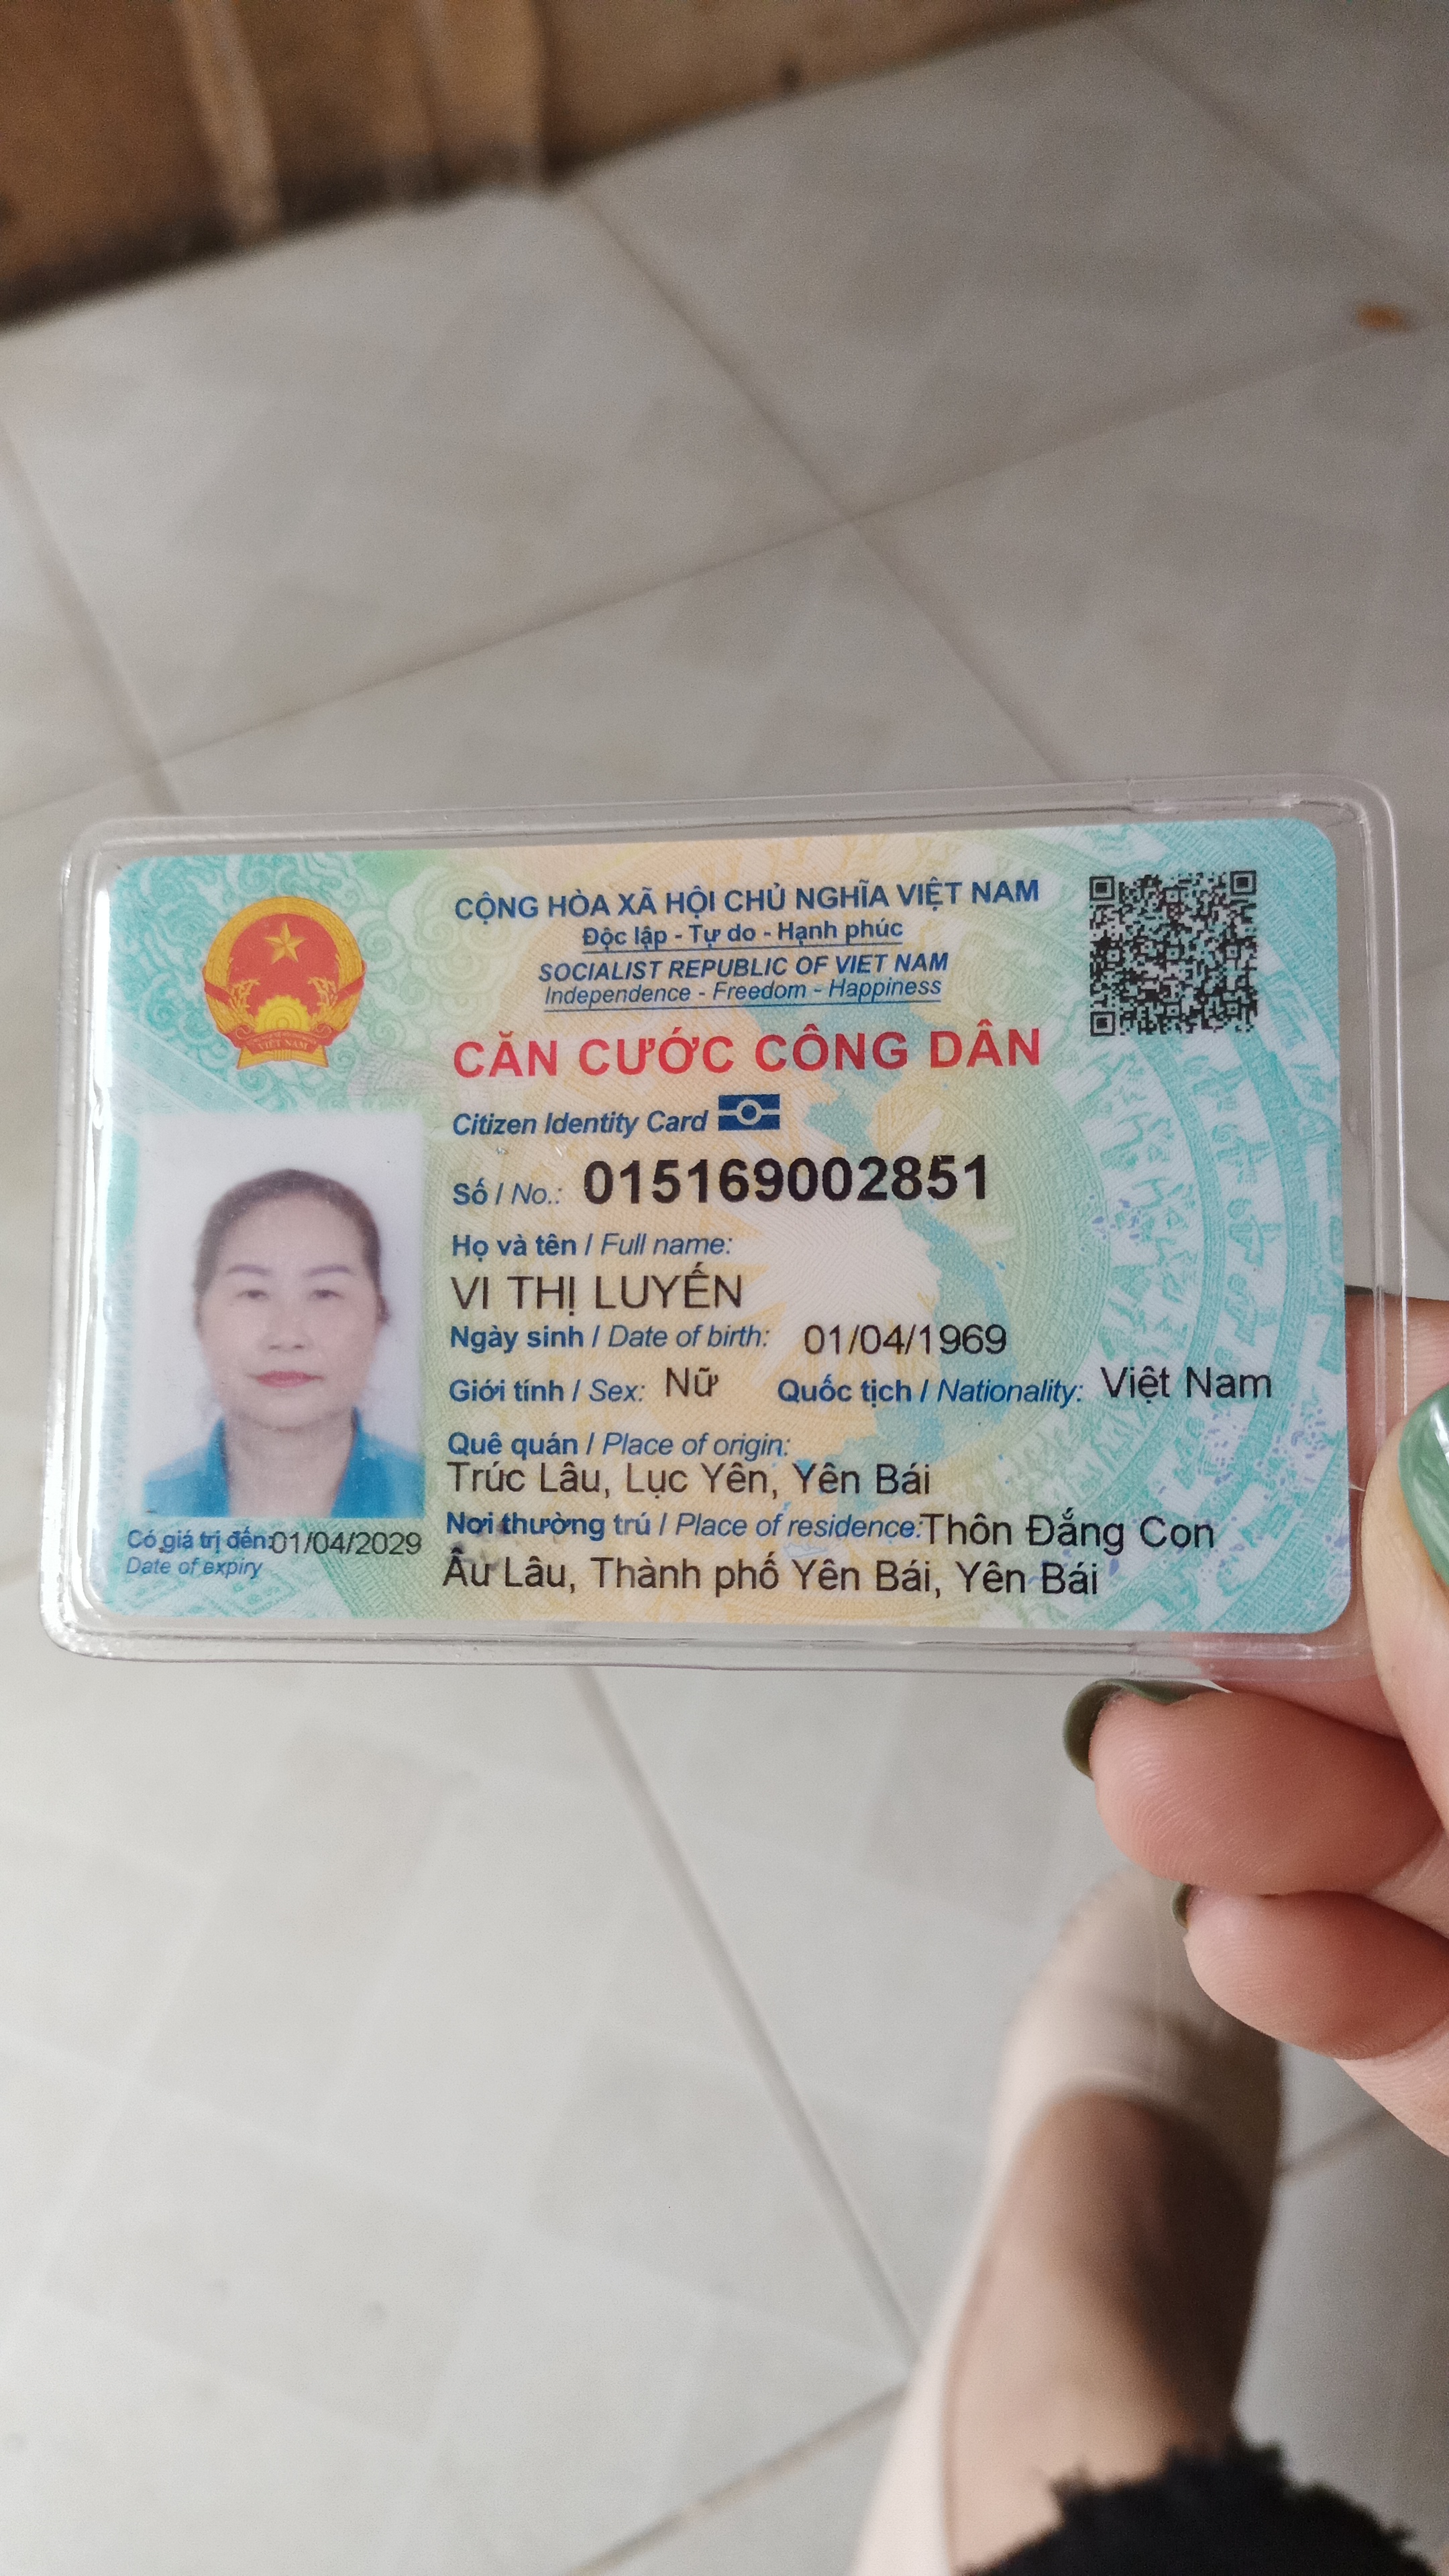 CỘNG HÒA XÃ HỘI CHỦ NGHĨA VIỆT NAM
Độc lập - Tự do - Hạnh phúc
SOCIALIST REPUBLIC OF VIET NAM
Independence - Freedom - Happiness
CĂN CƯỚC CÔNG DÂN
Citizen Identity Card
VIỆT NAM
Số / No.: 015169002851
Họ và tên / Full name:
VI THỊ LUYẾN
Ngày sinh / Date of birth: 01/04/1969
Giới tính / Sex: Nữ Quốc tịch / Nationality: Việt Nam
Quê quán / Place of origin:
Trúc Lâu, Lục Yên, Yên Bái
Nơi thường trú / Place of residence: Thôn Đắng Con
Âu Lâu, Thành phố Yên Bái, Yên Bái
Có giá trị đến: 01/04/2029
Date of expiry